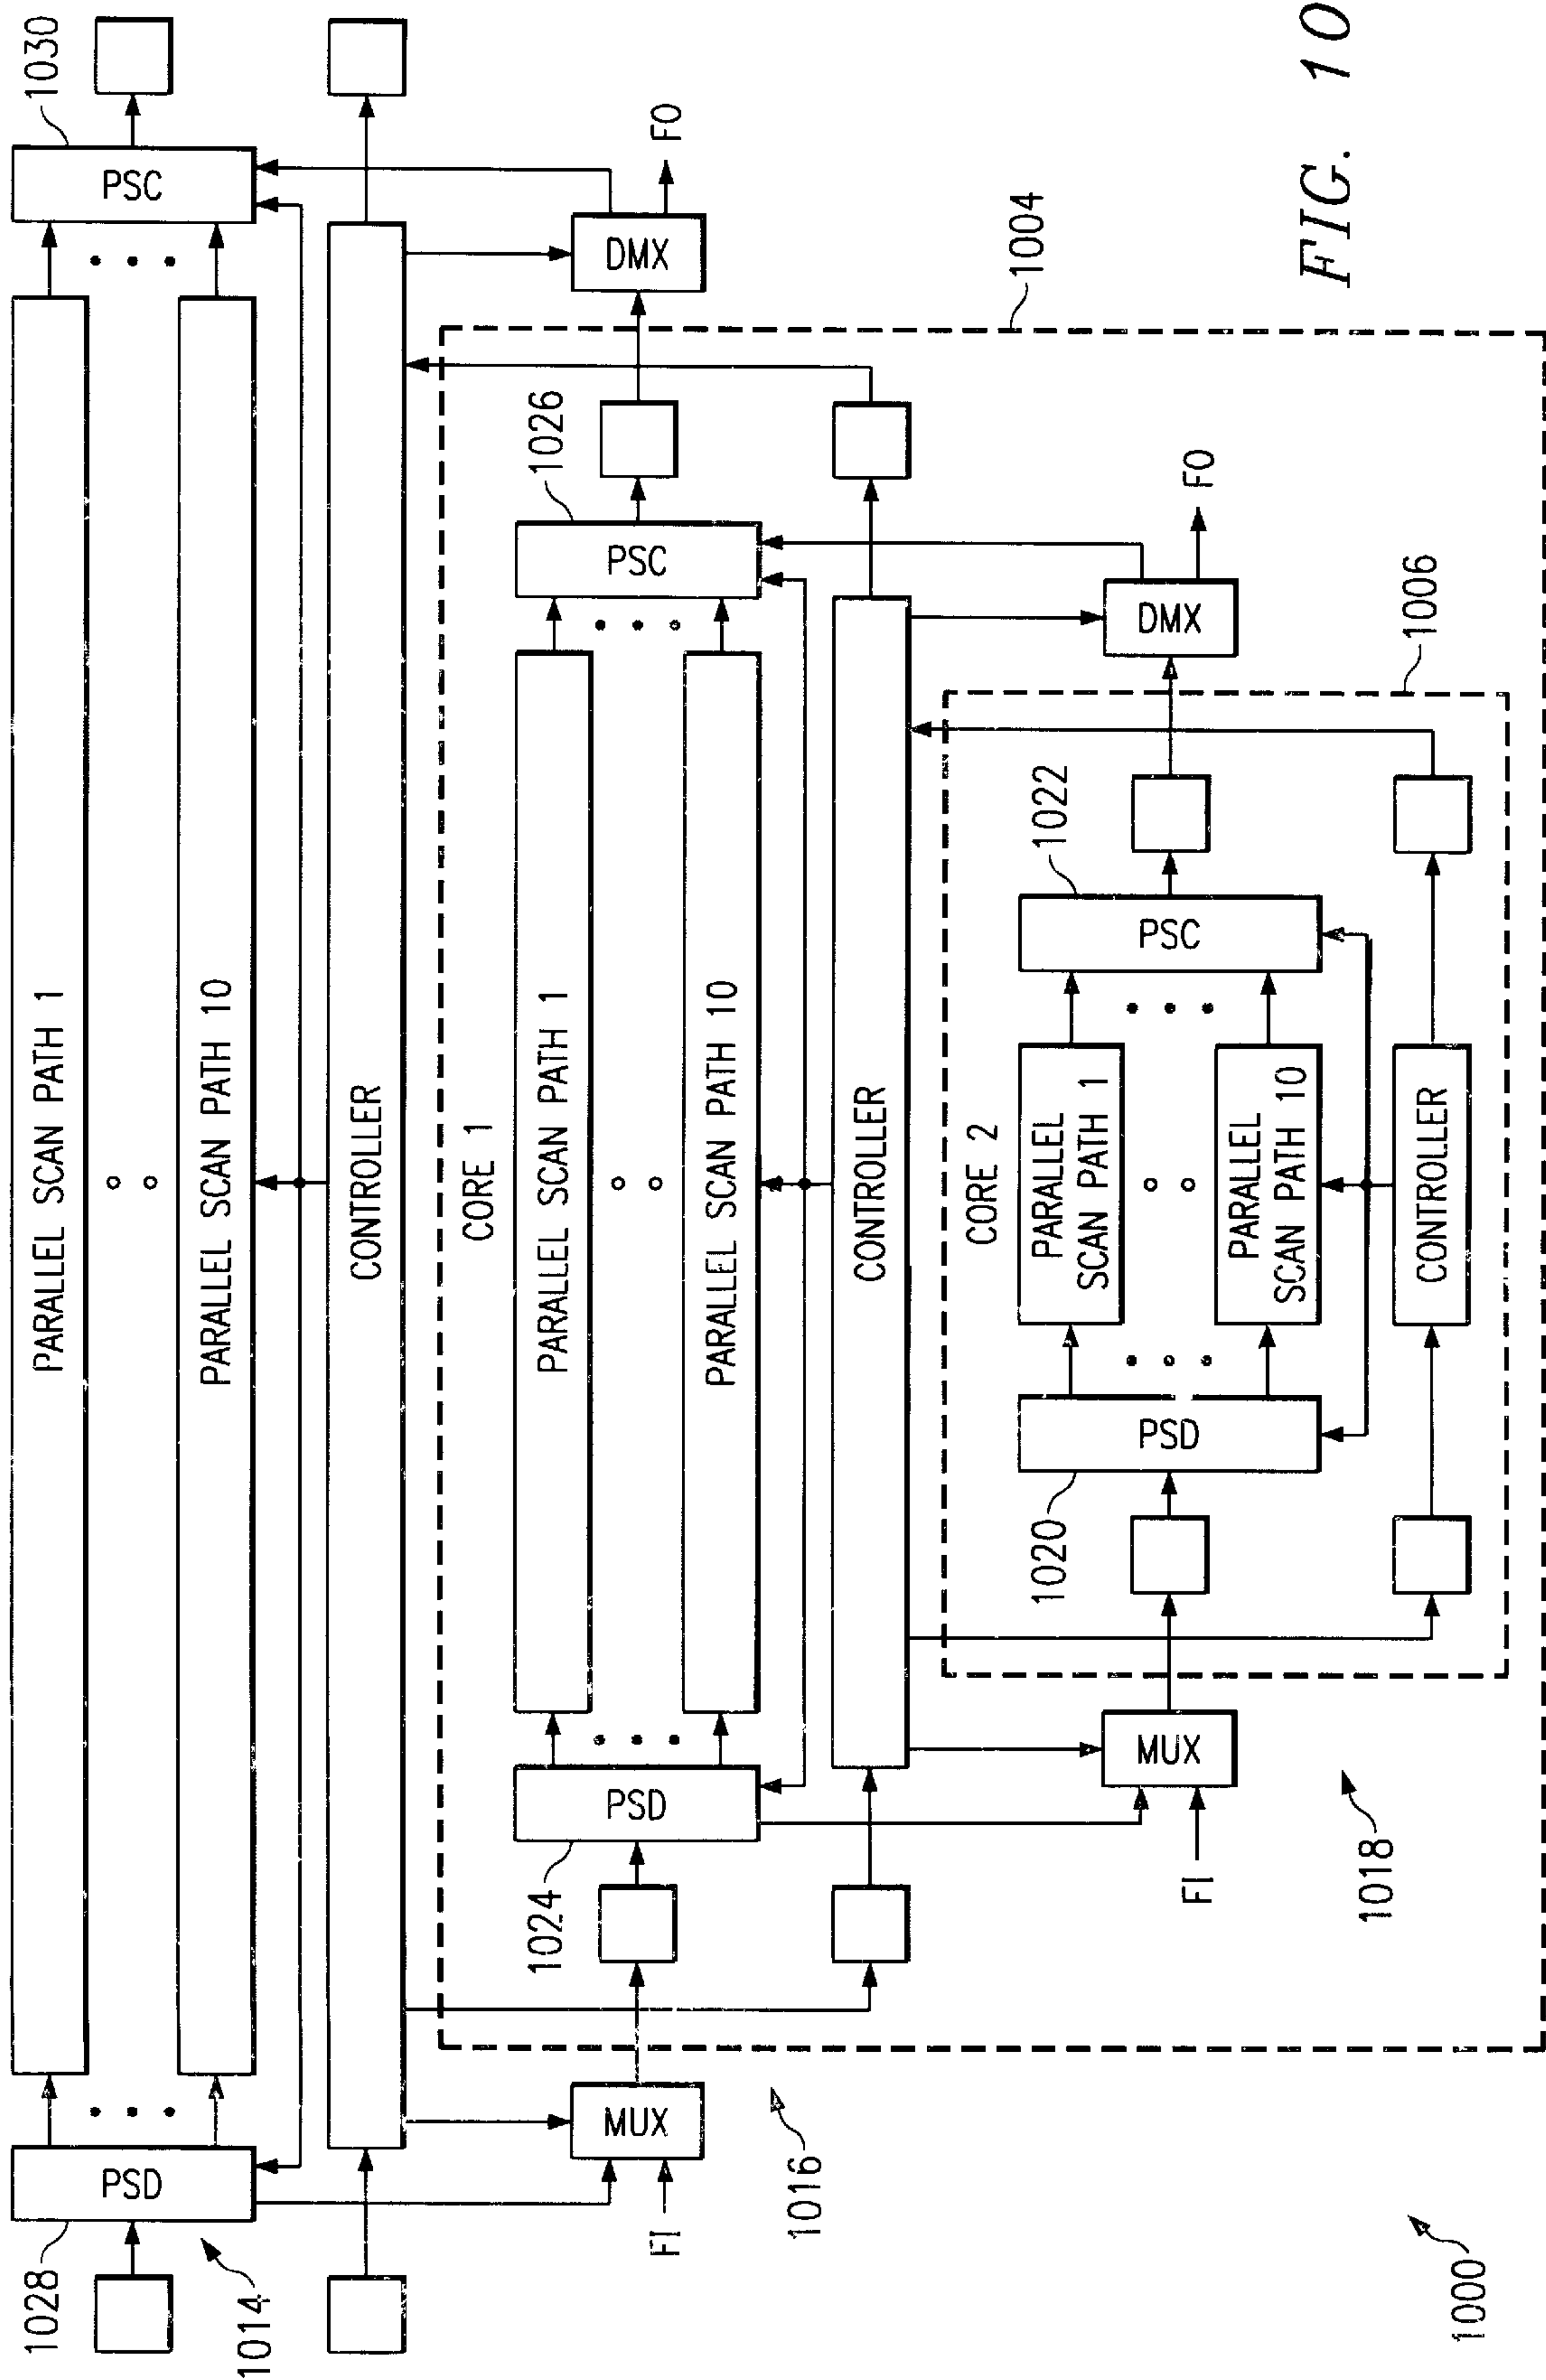 1028
PSD
1014
PARALLEL SCAN PATH 1
PARALLEL SCAN PATH 10
PSC
1030
CONTROLLER
MUX
FI
1016
DMX
FO
1004
CORE 1
1024
PSD
PARALLEL SCAN PATH 1
PARALLEL SCAN PATH 10
PSC
1026
CONTROLLER
MUX
FI
1018
DMX
FO
1006
CORE 2
1020
PSD
PARALLEL
SCAN PATH 1
PARALLEL
SCAN PATH 10
PSC
1022
CONTROLLER
1000
FIG. 10